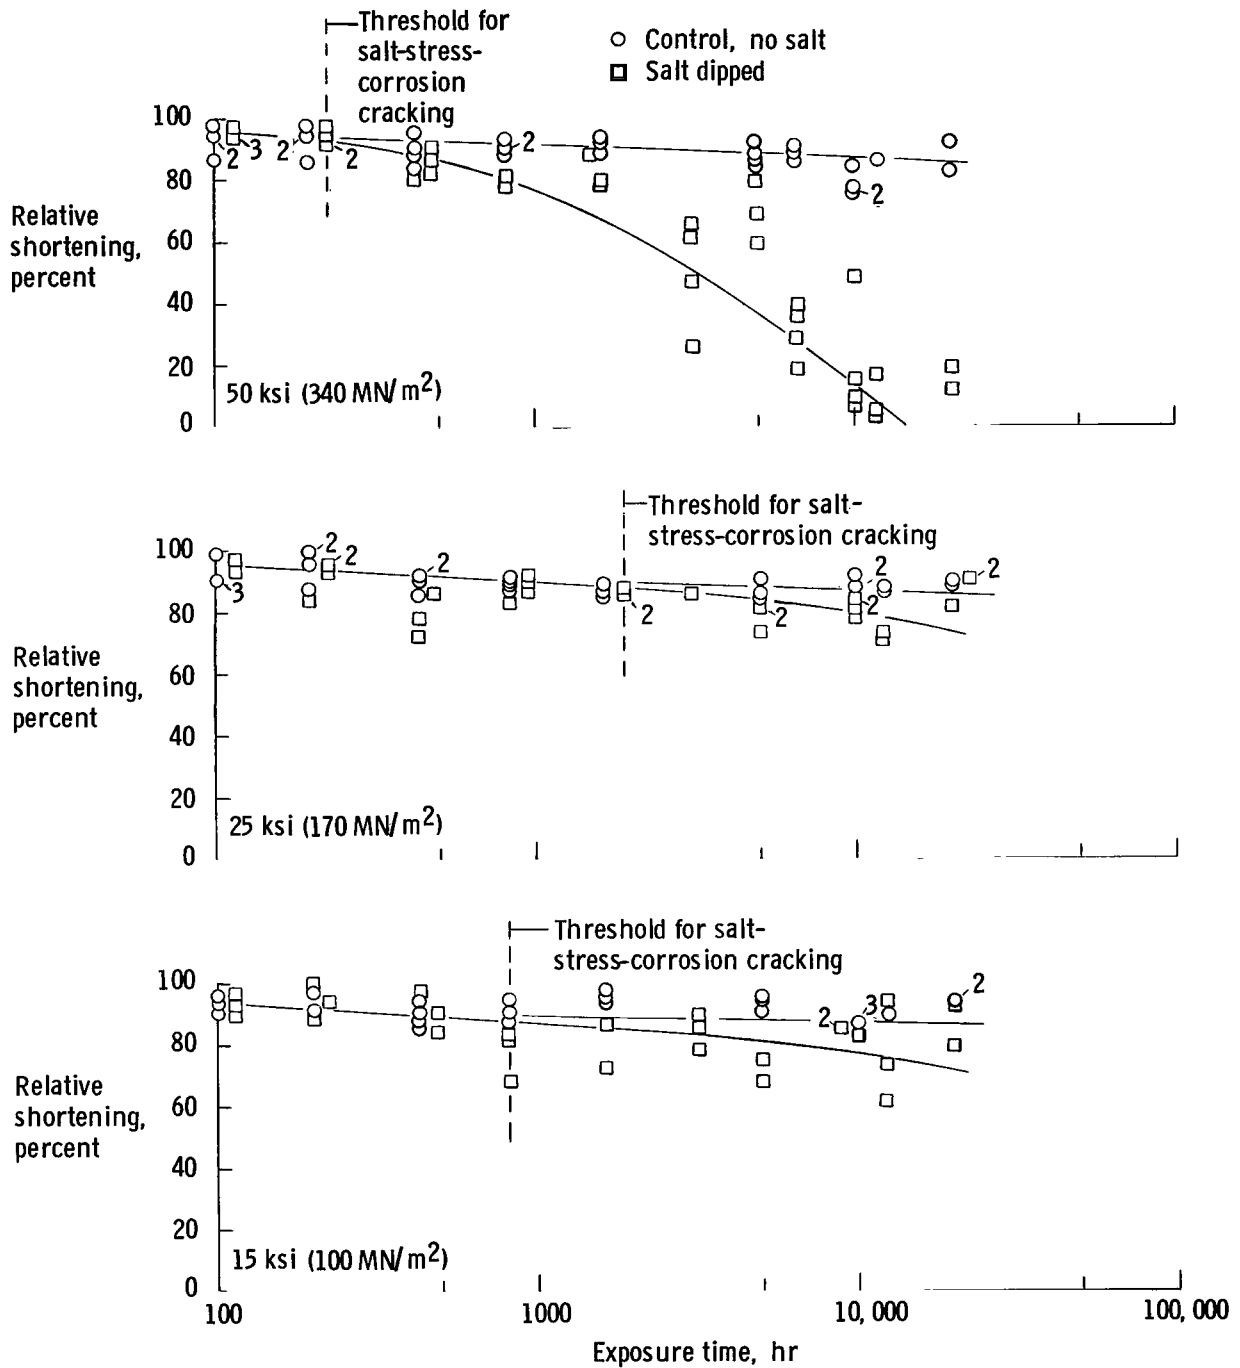 Threshold for
salt-stress-
corrosion
cracking
Control, no salt
Salt dipped
100
80
60
40
20
0
Relative
shortening,
percent
2
3
2
2
2
2
50 ksi (340 MN/m2)
Threshold for salt-
stress-corrosion cracking
100
80
60
40
20
0
Relative
shortening,
percent
3
2
2
2
2
2
2
2
2
25 ksi (170 MN/m2)
Threshold for salt-
stress-corrosion cracking
100
80
60
40
20
0
Relative
shortening,
percent
2
3
2
15 ksi (100 MN/m2)
100 1000 10,000 100,000
Exposure time, hr